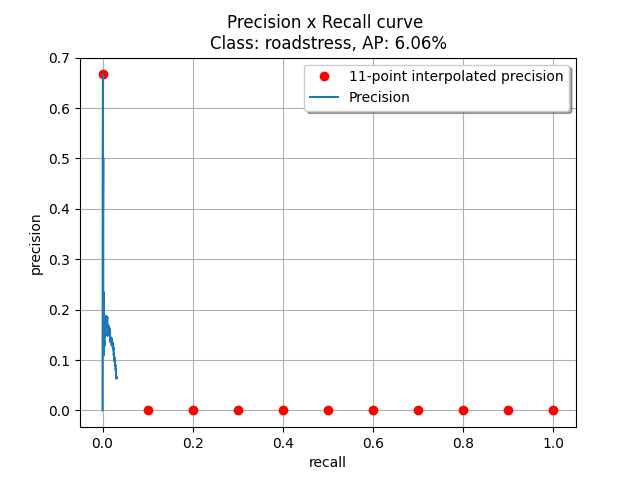 Precision x Recall curve
Class: roadstress, AP: 6.06%
11-point interpolated precision
Precision
0.7
0.6
0.5
0.4
0.3
0.2
0.1
0.0
precision
0.0 0.2 0.4 0.6 0.8 1.0
recall